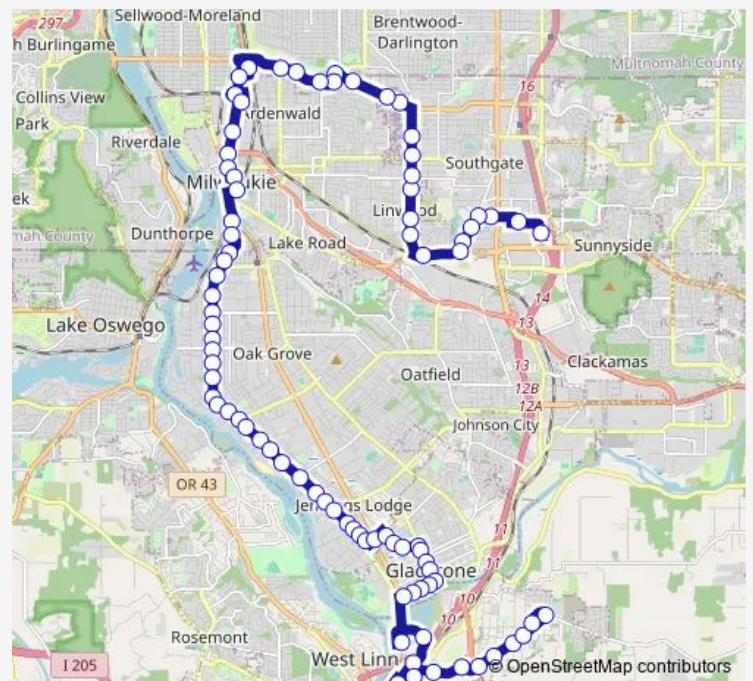 Sellwood-Moreland
Brentwood-
Darlington
297
h Burlingame
Multnomah County
Collins View
Park
16
Ardenwald
Riverdale
Southgate
ek
Milwaukie
Linwood
mah County
Dunthorpe
Lake Road
Sunnyside
14
Lake Oswego
13
Oak Grove
Clackamas
Oatfield
13
12B
12A
Johnson City
OR 43
Jennings Lodge
11
Gladstone
11
10
10
Rosemont
I 205
West Linn
© OpenStreetMap contributors